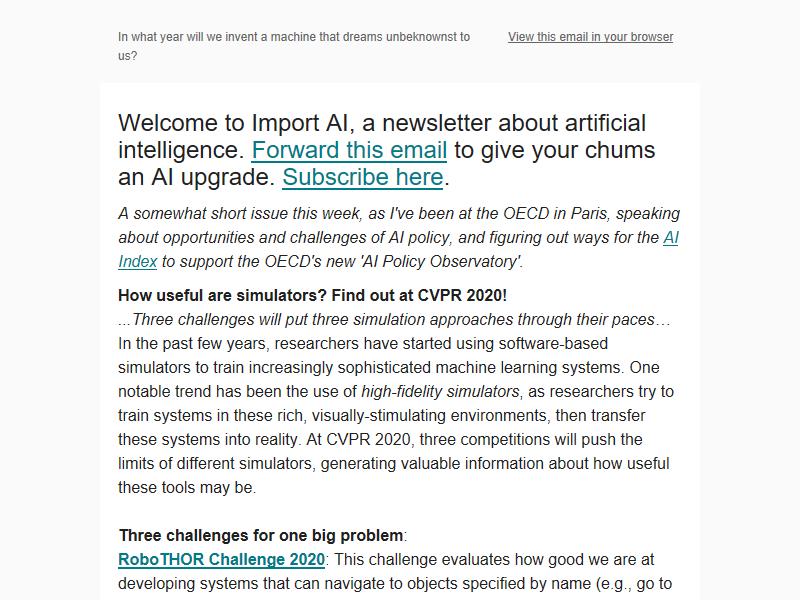 In what year will we invent a machine that dreams unbeknownst to us?
View this email in your browser
Welcome to Import AI, a newsletter about artificial
intelligence. Forward this email to give your chums
an AI upgrade. Subscribe here.
A somewhat short issue this week, as I've been at the OECD in Paris, speaking
about opportunities and challenges of AI policy, and figuring out ways for the AI
Index to support the OECD's new 'AI Policy Observatory'.
How useful are simulators? Find out at CVPR 2020!
...Three challenges will put three simulation approaches through their paces…
In the past few years, researchers have started using software-based
simulators to train increasingly sophisticated machine learning systems. One
notable trend has been the use of high-fidelity simulators, as researchers try to
train systems in these rich, visually-stimulating environments, then transfer
these systems into reality. At CVPR 2020, three competitions will push the
limits of different simulators, generating valuable information about how useful
these tools may be.
Three challenges for one big problem:
RoboTHOR Challenge 2020: This challenge evaluates how good we are at
developing systems that can navigate to objects specified by name (e.g., go to